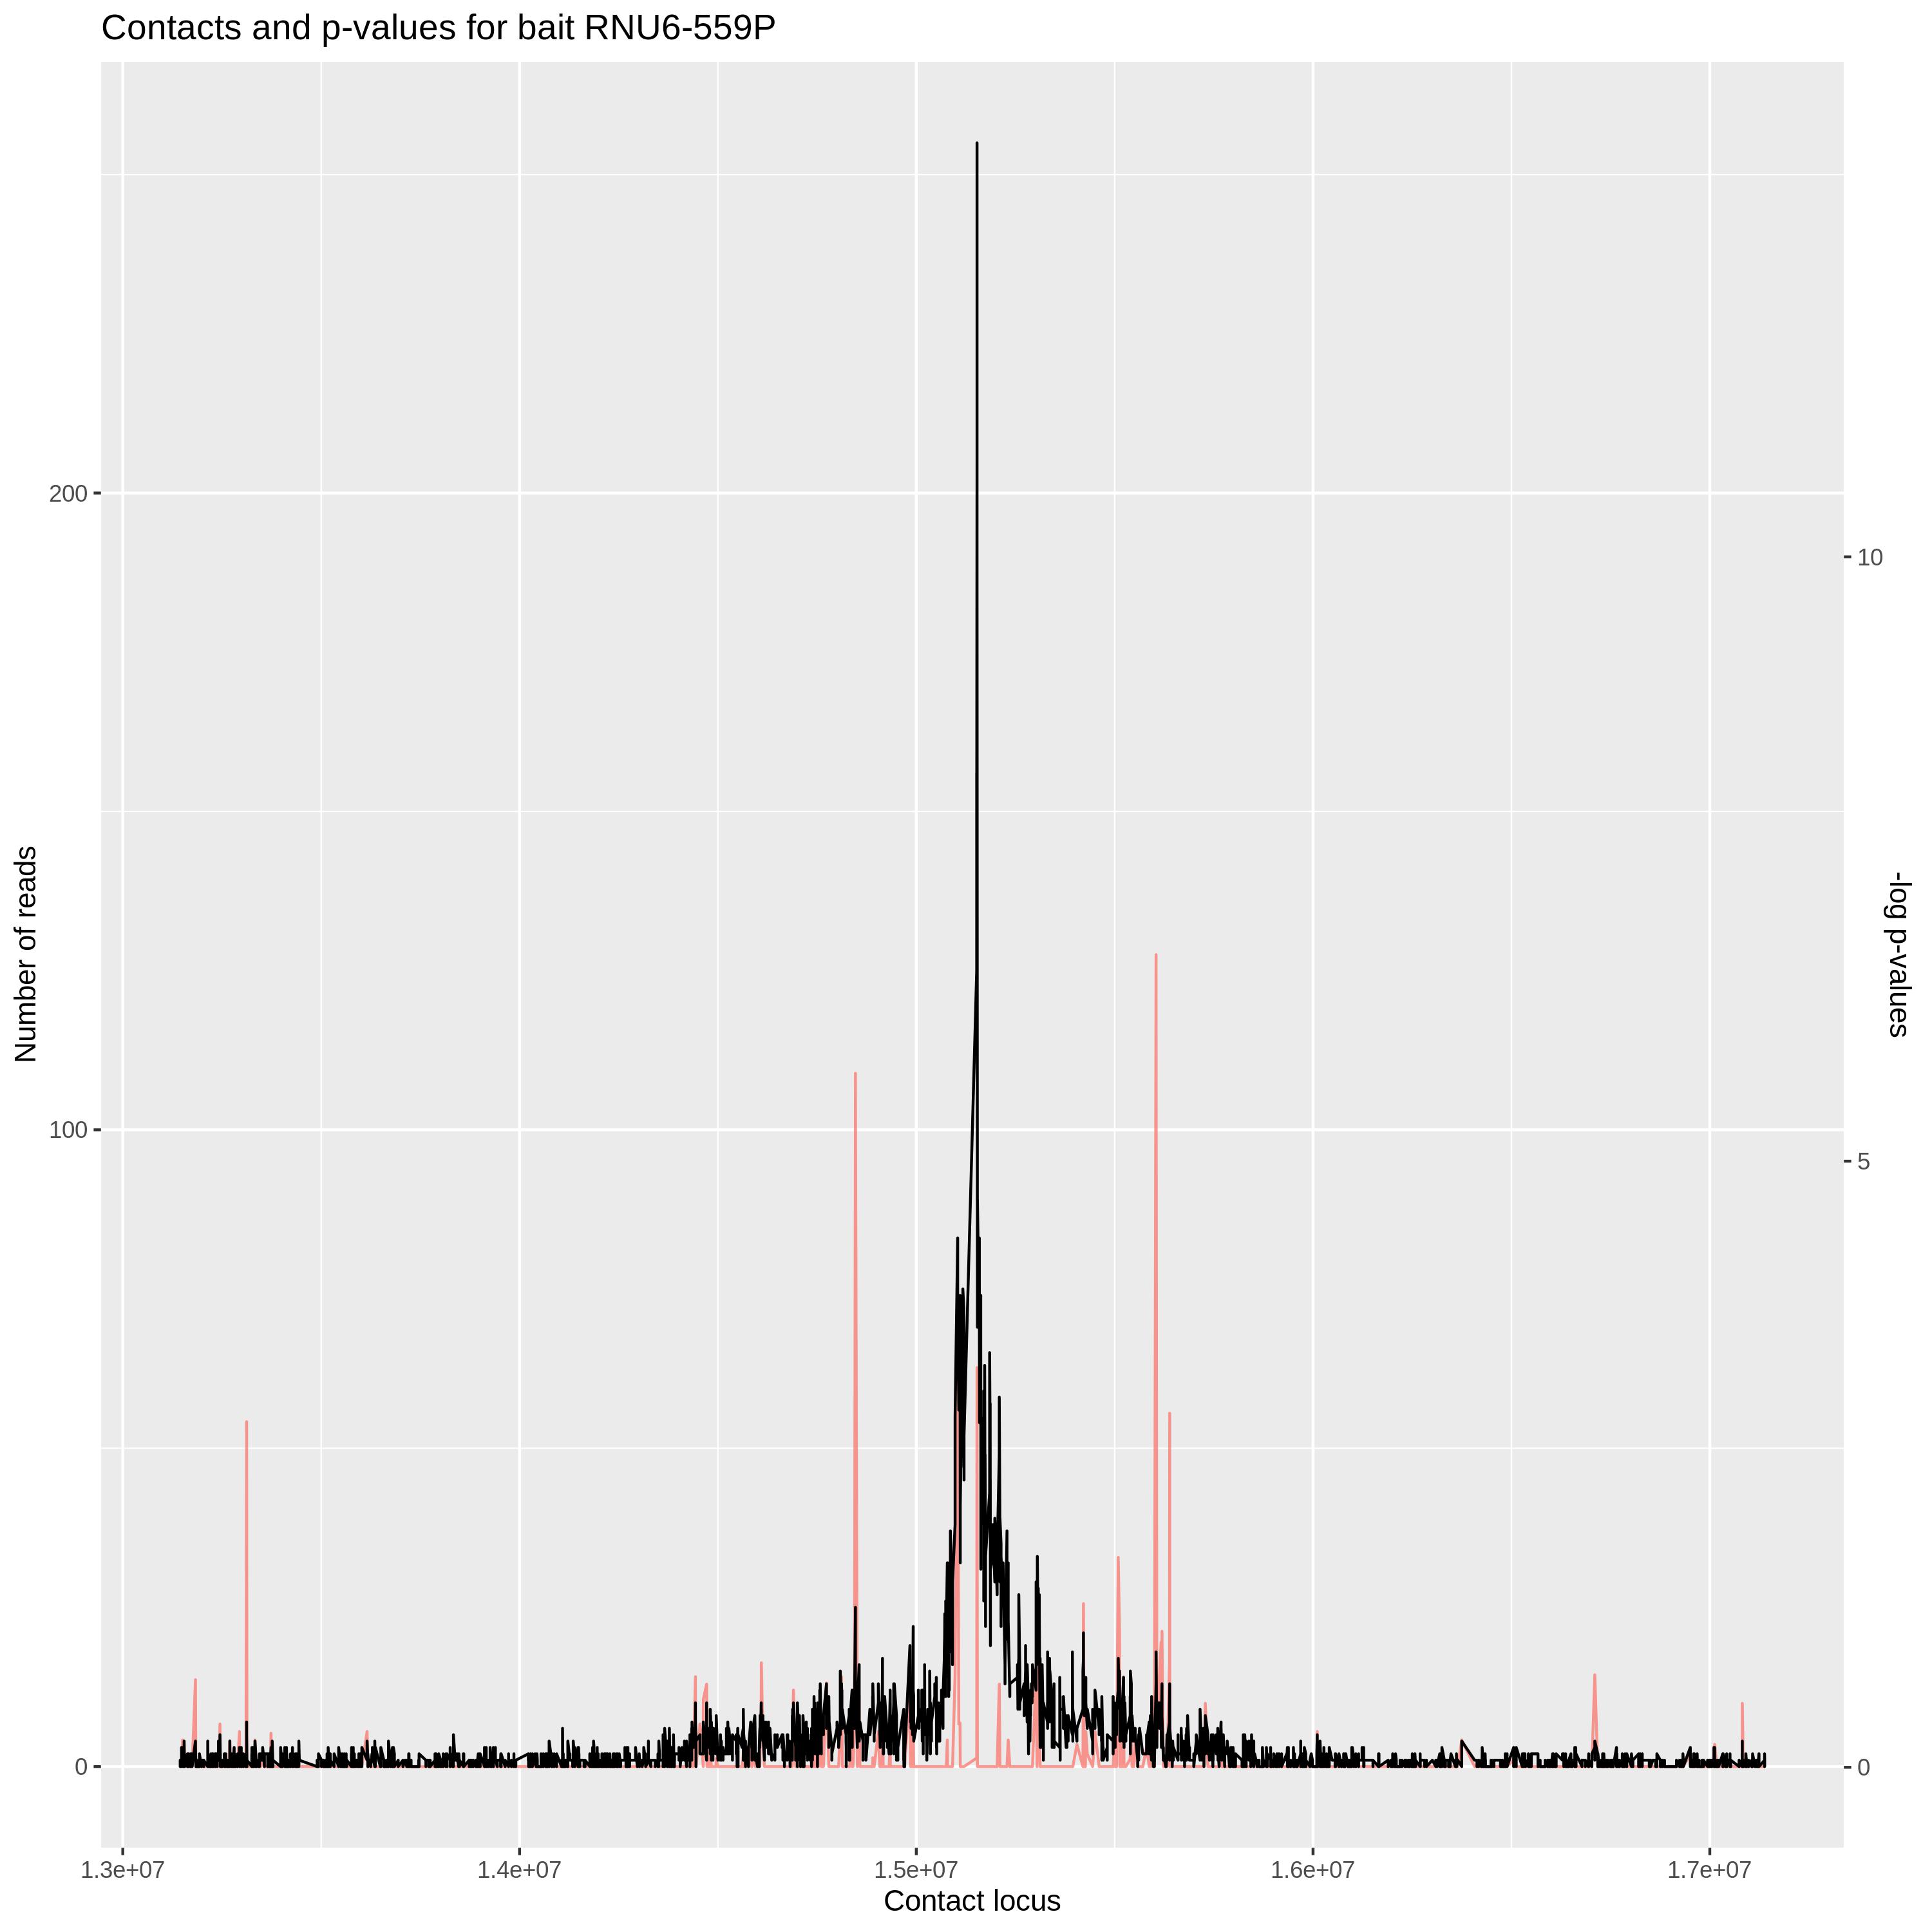 Contacts and p-values for bait RNU6-559P
200
100
0
Number of reads
10
5
0
-log p-values
1.3e+07
1.4e+07
1.5e+07
1.6e+07
1.7e+07
Contact locus